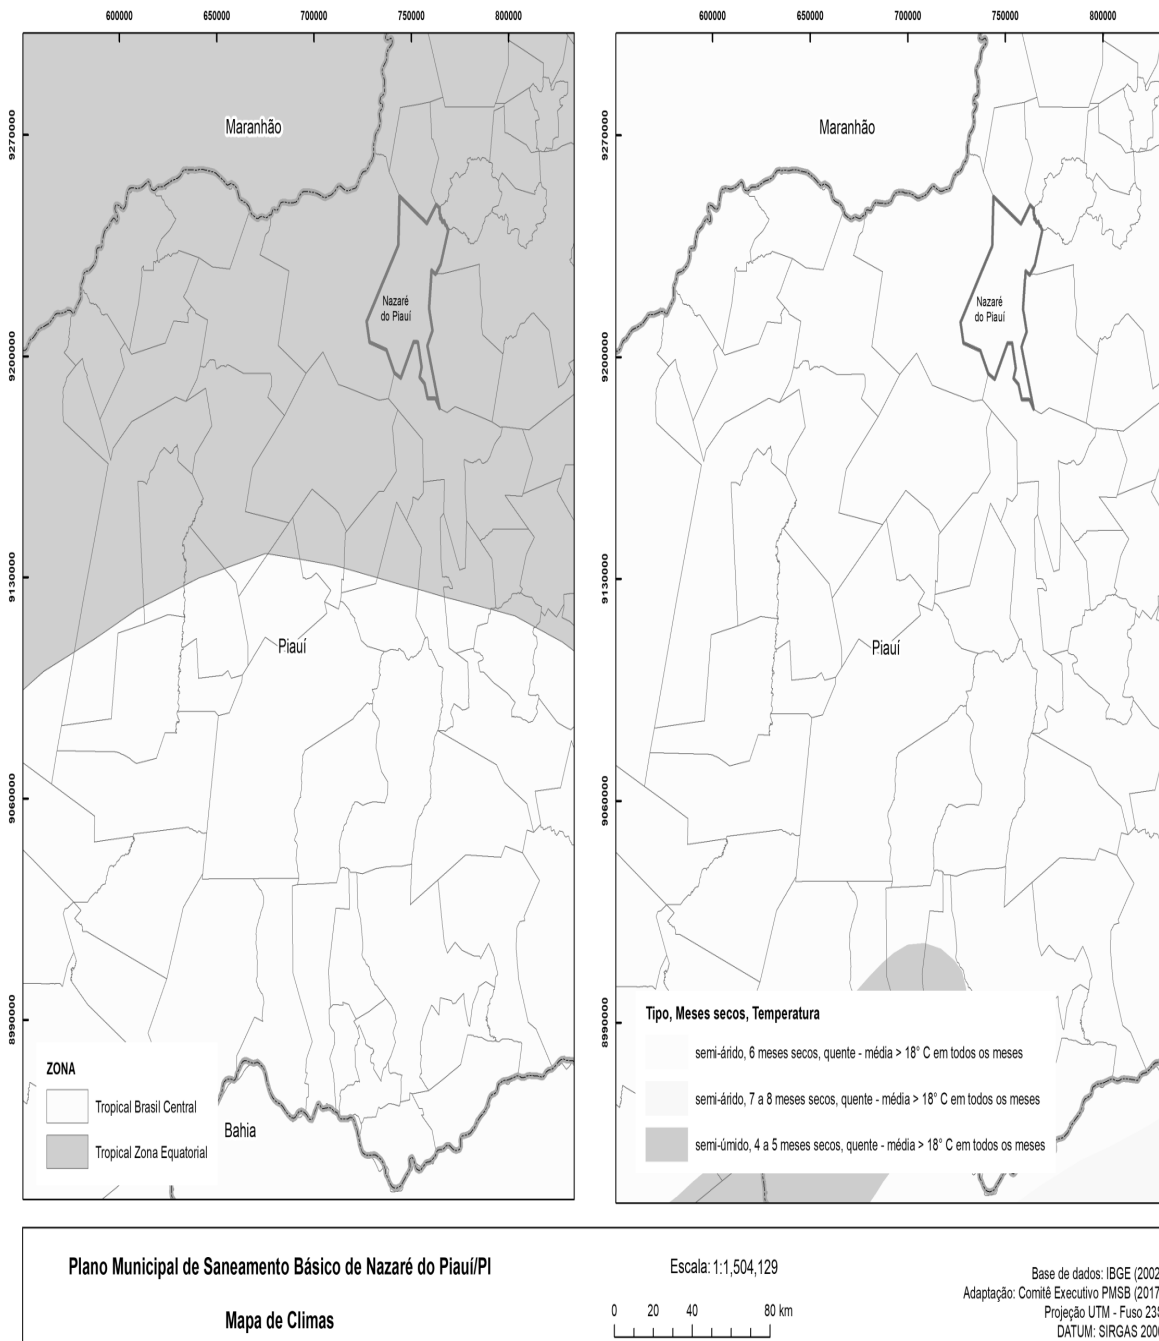 600000 650000 700000 750000 800000
9270000
9200000
9130000
9060000
8990000
Maranhão
Nazaré
do Piauí
Piauí
Bahia
ZONA
Tropical Brasil Central
Tropical Zona Equatorial
600000 650000 700000 750000 800000
9270000
9200000
9130000
9060000
8990000
Maranhão
Nazaré
do Piauí
Piauí
Tipo, Meses secos, Temperatura
semi-árido, 6 meses secos, quente - média > 18° C em todos os meses
semi-árido, 7 a 8 meses secos, quente - média > 18° C em todos os meses
semi-úmido, 4 a 5 meses secos, quente - média > 18° C em todos os meses
Plano Municipal de Saneamento Básico de Nazaré do Piauí/PI
Mapa de Climas
Escala: 1:1,504,129
0 20 40 80 km
Base de dados: IBGE (2002
Adaptação: Comitê Executivo PMSB (2017
Projeção UTM - Fuso 23
DATUM: SIRGAS 200